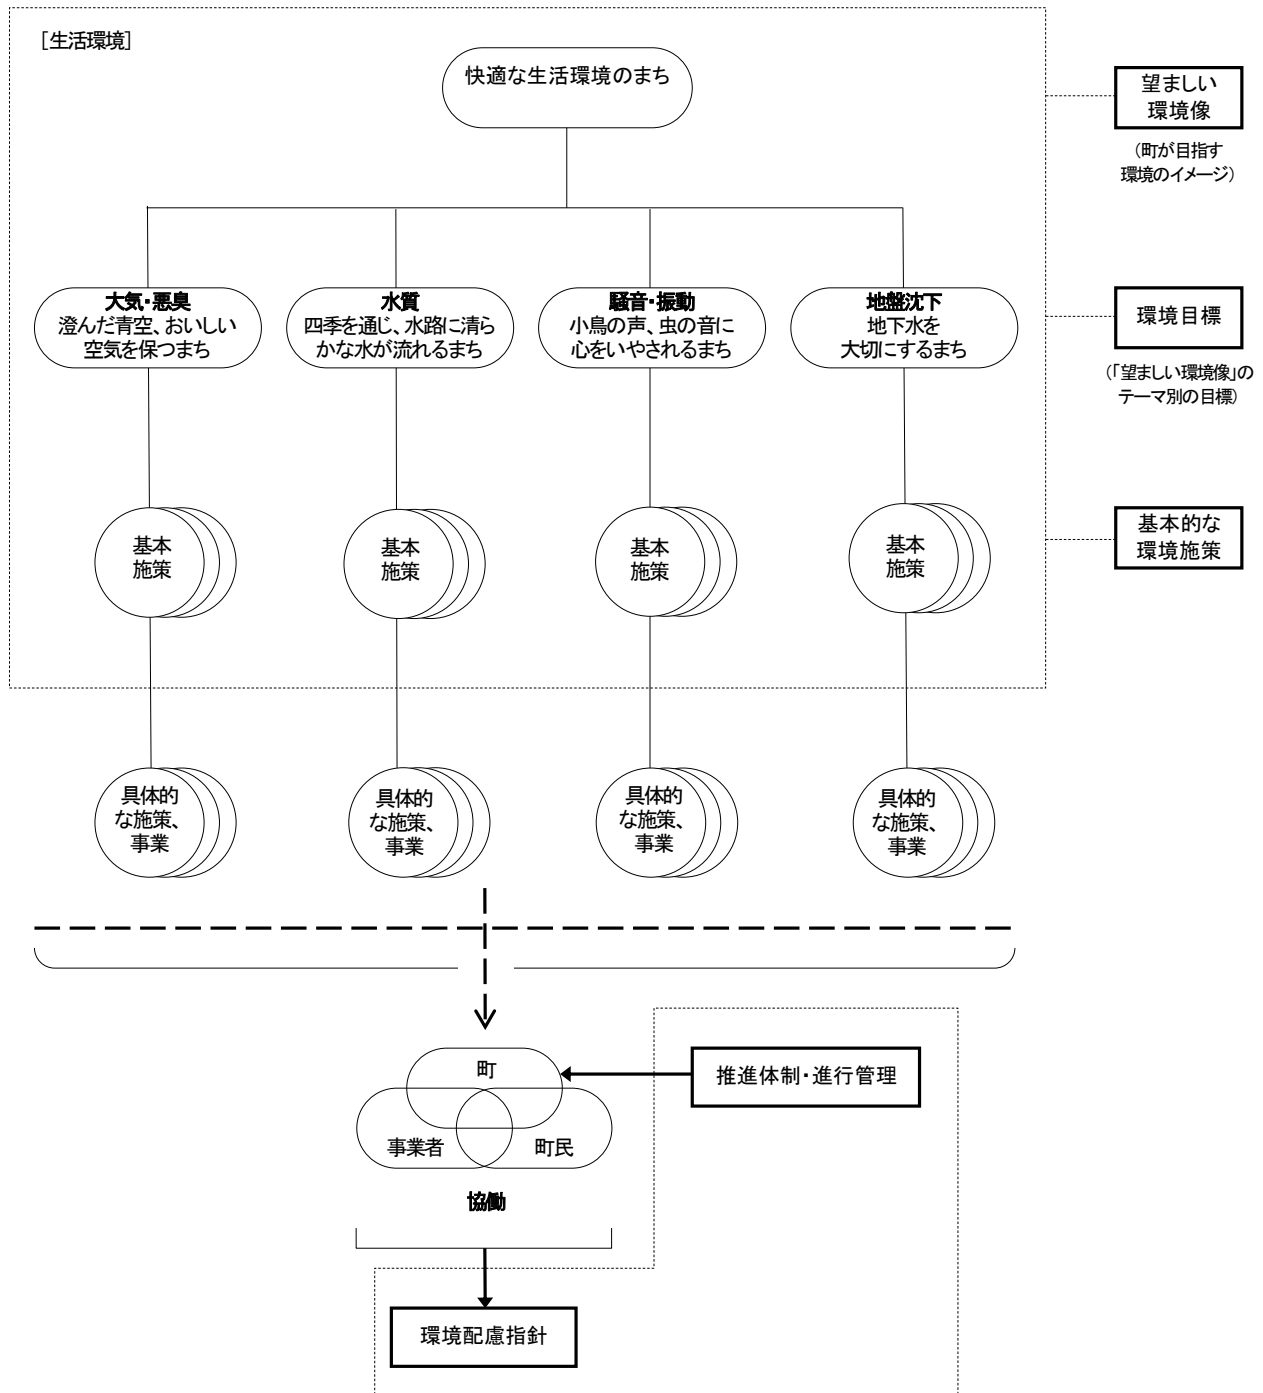 [生活環境]
快適な生活環境のまち
望ましい
環境像
(町が目指す
環境のイメージ)
大気・悪臭
澄んだ青空、おいしい
空気を保つまち
水質
四季を通じ、水路に清ら
かな水が流れるまち
騒音・振動
小鳥の声、虫の音に
心をいやされるまち
地盤沈下
地下水を
大切にするまち
環境目標
(「望ましい環境像」の
テーマ別の目標)
基本
施策
基本
施策
基本
施策
基本
施策
基本的な
環境施策
具体的
な施策、
事業
具体的
な施策、
事業
具体的
な施策、
事業
具体的
な施策、
事業
町
推進体制・進行管理
事業者
町民
協働
環境配慮指針